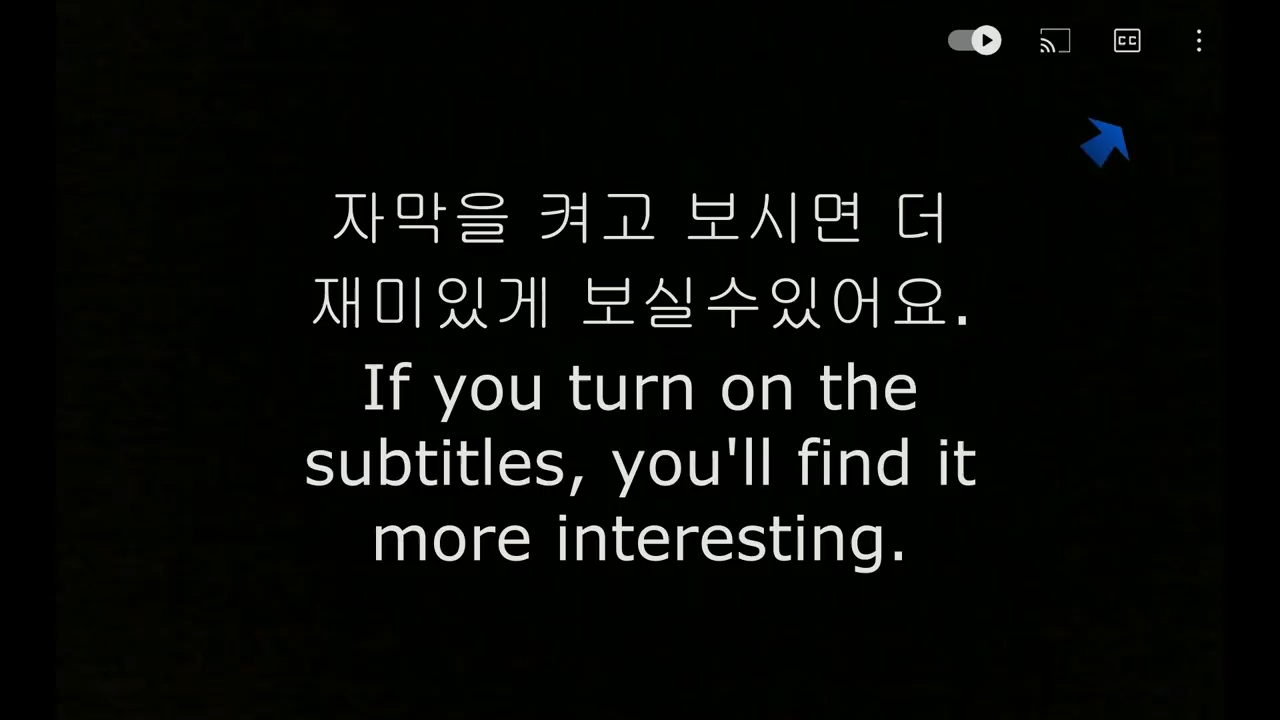 CC
자막을 켜고 보시면 더
재미있게 보실수있어요.
If you turn on the
subtitles, you'll find it
more interesting.